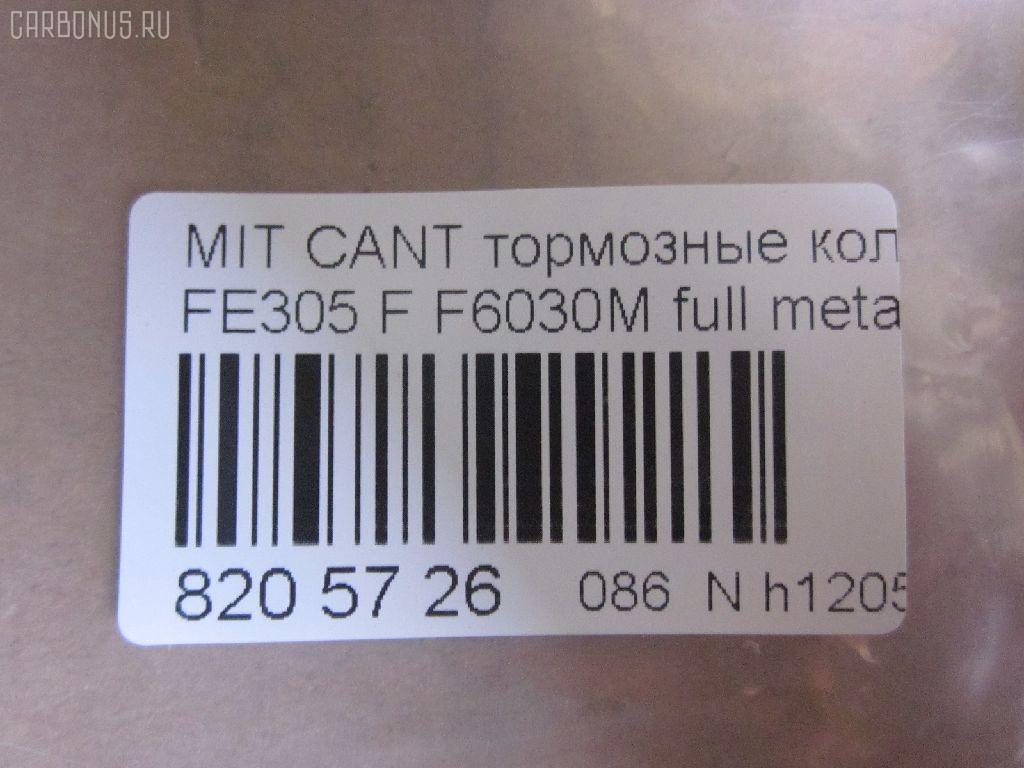 CARBONUS.RU
MIT CANT тормозные кол
FE305 F F6030M full meta
820 57 26 086 N h1205